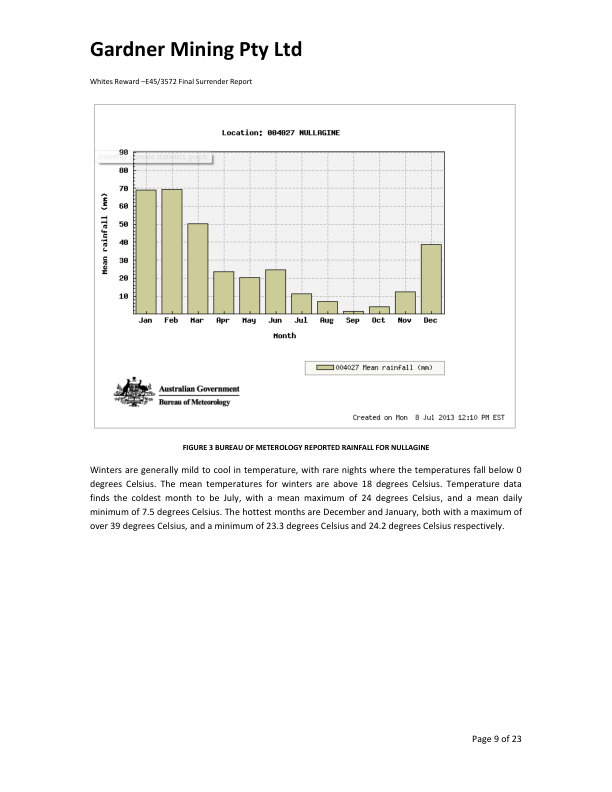 Gardner Mining Pty Ltd
Whites Reward –E45/3572 Final Surrender Report
Location: 004027 NULLAGINE
90
80
70
60
50
40
30
20
10
Mean rainfall (mm)
Jan Feb Mar Apr May Jun Jul Aug Sep Oct Nov Dec
Month
004027 Mean rainfall (mm)
Australian Government
Bureau of Meteorology
Created on Mon 8 Jul 2013 12:10 PM EST
FIGURE 3 BUREAU OF METEROLOGY REPORTED RAINFALL FOR NULLAGINE
Winters are generally mild to cool in temperature, with rare nights where the temperatures fall below 0
degrees Celsius. The mean temperatures for winters are above 18 degrees Celsius. Temperature data
finds the coldest month to be July, with a mean maximum of 24 degrees Celsius, and a mean daily
minimum of 7.5 degrees Celsius. The hottest months are December and January, both with a maximum of
over 39 degrees Celsius, and a minimum of 23.3 degrees Celsius and 24.2 degrees Celsius respectively.
Page 9 of 23